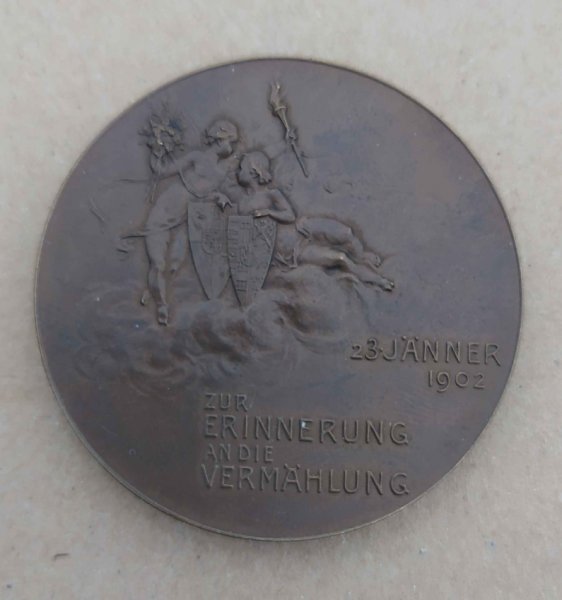 23·JÄNNER
1902
ZUR
ERINNERUNG
AN DIE
VERMÄHLUNG